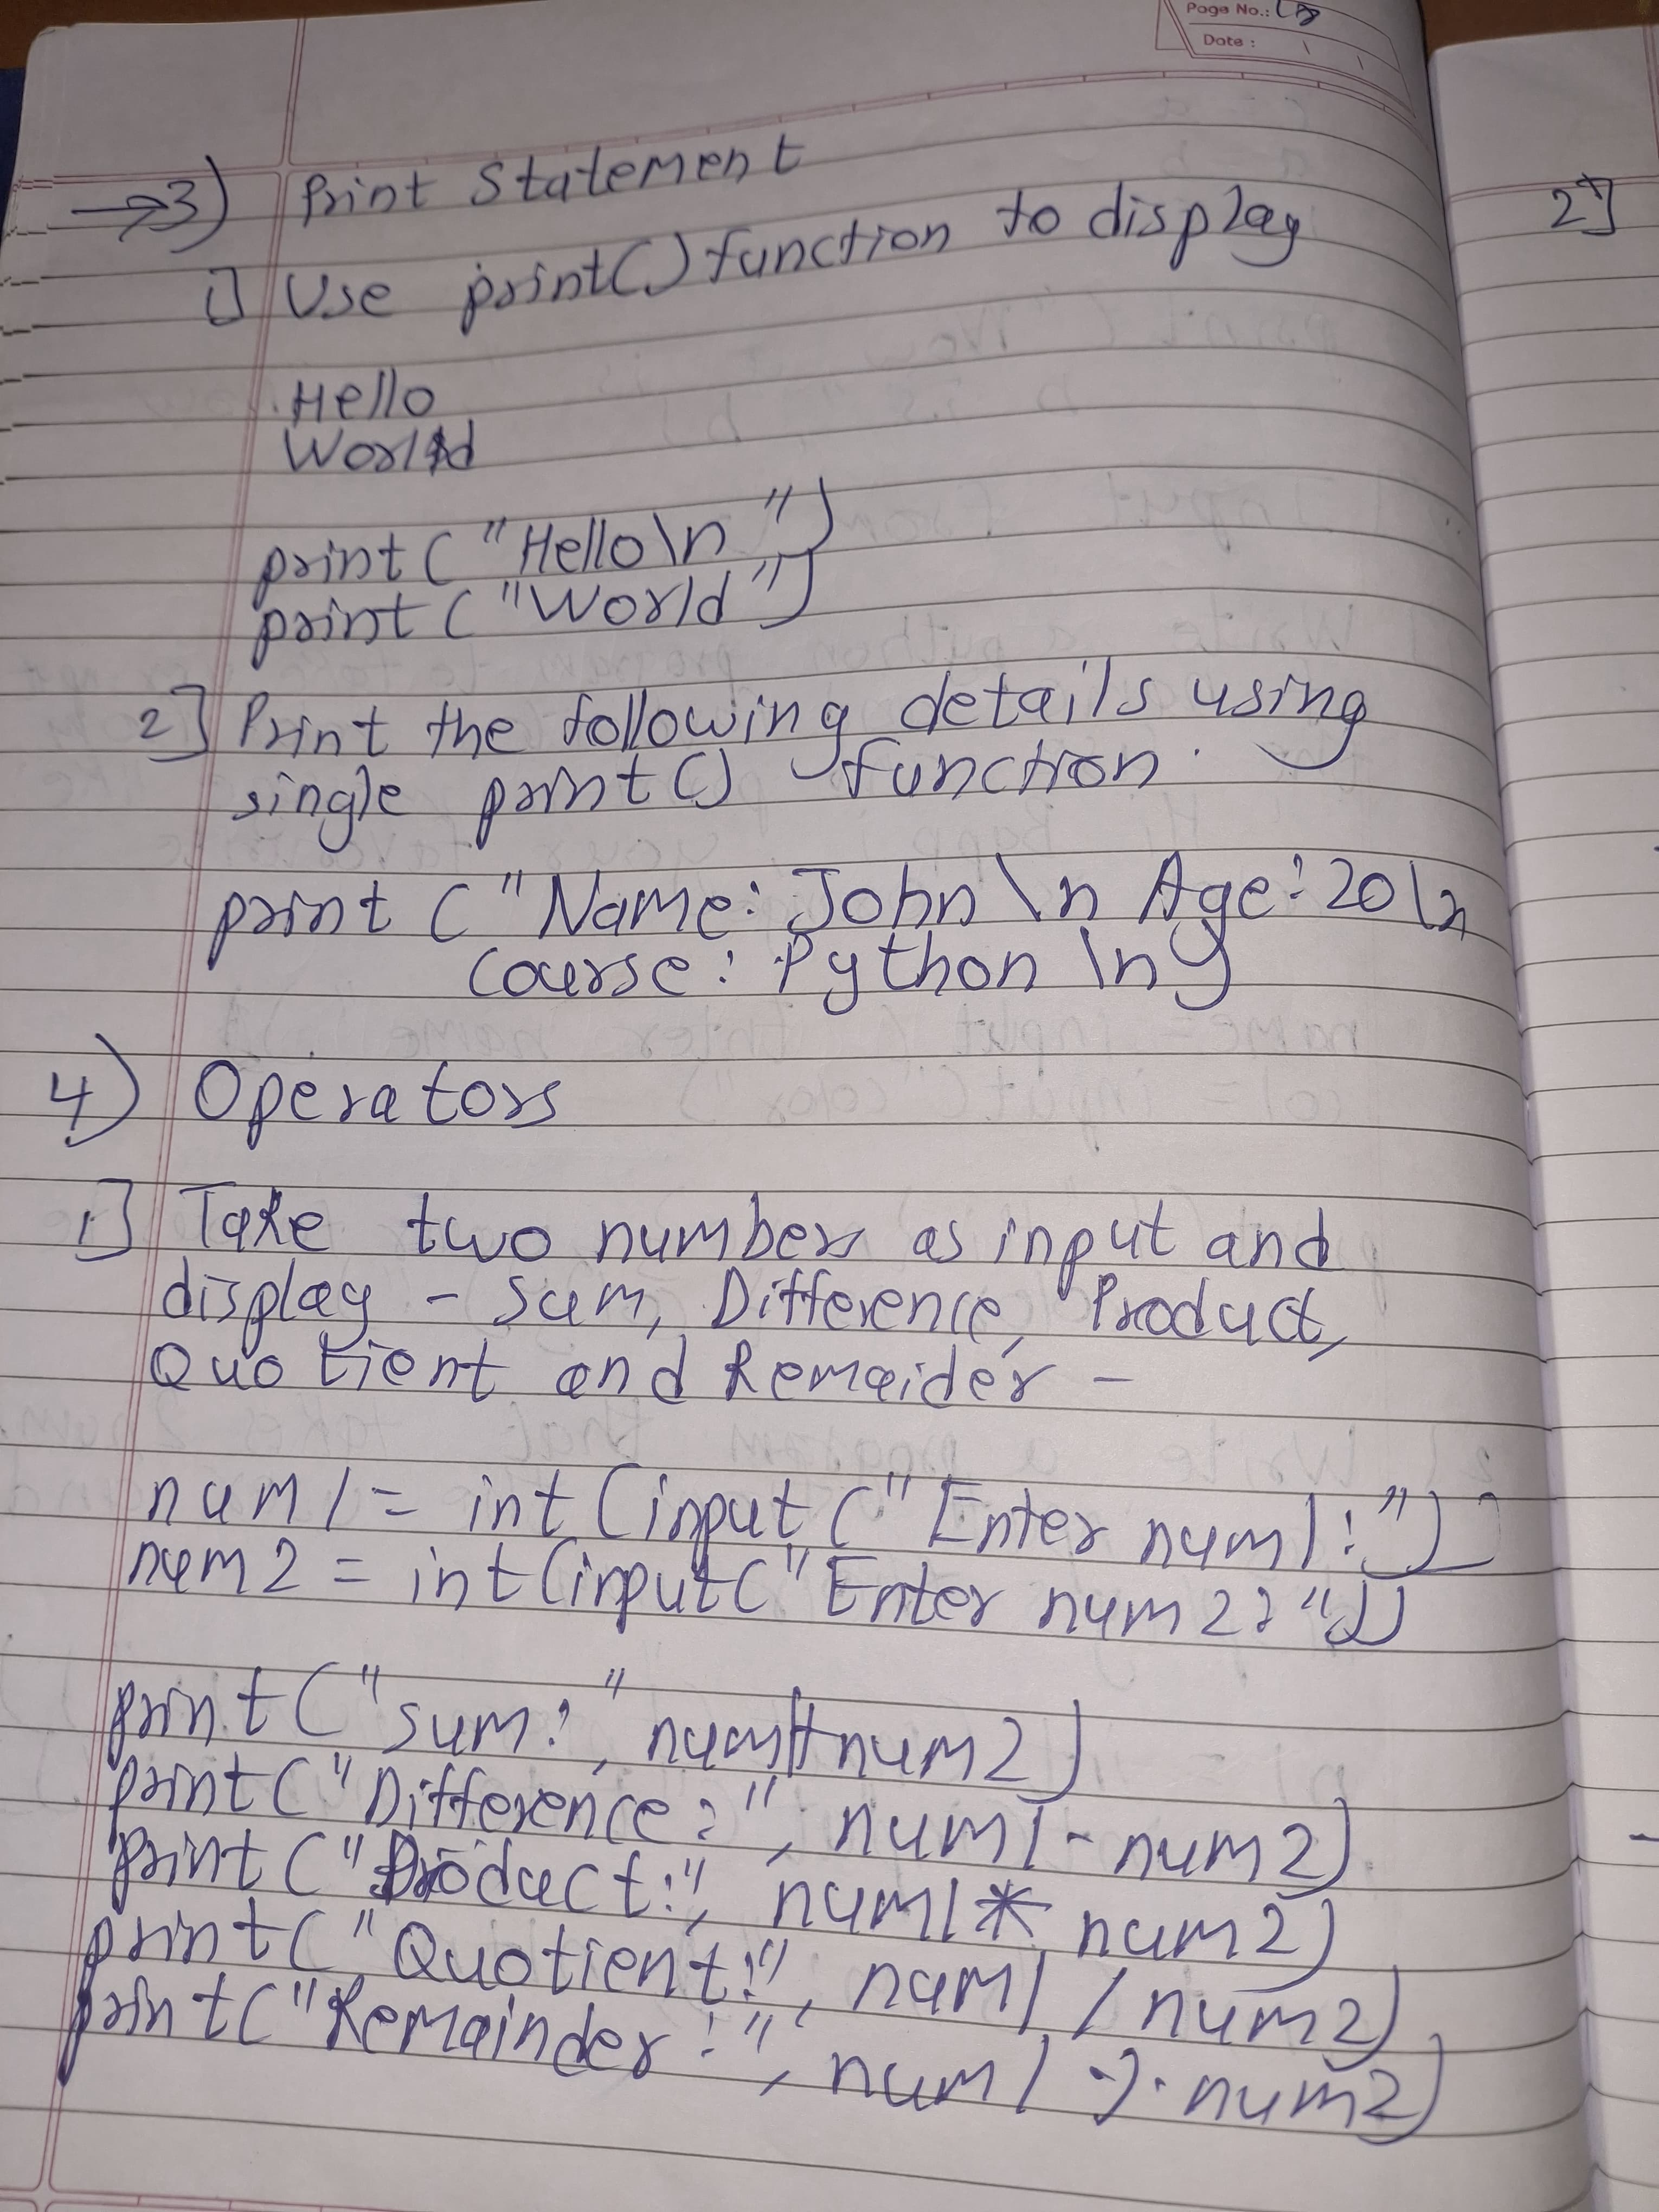 Page No.:
Date :
→3) Print Statement
1] Use print() function to display
Hello
World
print ("Hello\n ")
print ("World")
2] Print the following details using
single print() function.
print ("Name: John \n Age: 20\n
Course: Python \n")
4) Operators
1] Take two numbers as input and
display - Sum, Difference, Product,
Quotient and Remaider -
num1 = int (input ("Enter num1:"))
num2 = int(input("Enter num2:"))
print ("sum:", num1+num2)
print ("Difference:", num1 - num2)
print ("Product:", num1 * num2)
print ("Quotient:", num1 / num2)
print ("Remainder:", num1 % num2)
2]